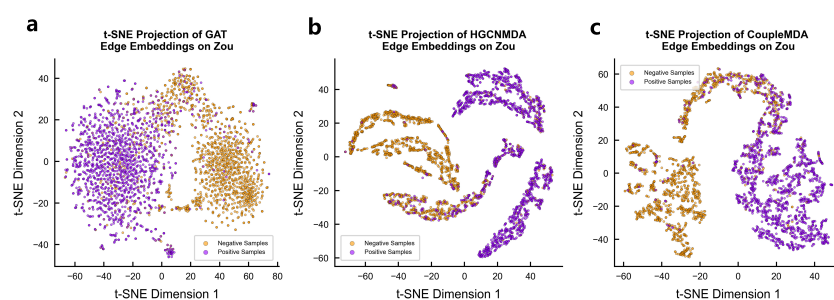 a
t-SNE Projection of GAT
Edge Embeddings on Zou
t-SNE Dimension 2
40
20
0
−20
−40
−60
−40
−20
0
20
40
60
80
t-SNE Dimension 1
Negative Samples
Positive Samples
b
t-SNE Projection of HGCNMDA
Edge Embeddings on Zou
t-SNE Dimension 2
40
20
0
−20
−40
−60
−60
−40
−20
0
20
40
t-SNE Dimension 1
Negative Samples
Positive Samples
c
t-SNE Projection of CoupleMDA
Edge Embeddings on Zou
Negative Samples
Positive Samples
t-SNE Dimension 2
60
40
20
0
−20
−40
−60
−40
−20
0
20
40
t-SNE Dimension 1